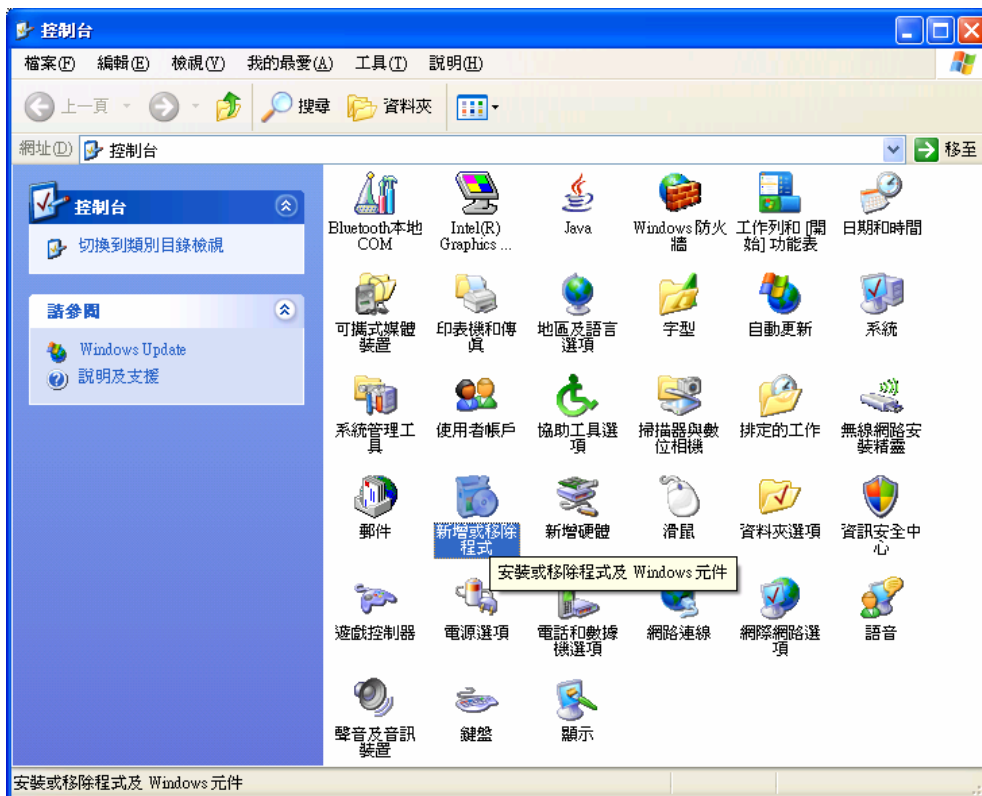 控制台
檔案(F) 編輯(E) 檢視(V) 我的最愛(A) 工具(T) 說明(H)
上一頁 搜尋 資料夾
網址(D) 控制台 移至
控制台
切換到類別目錄檢視
請參閱
Windows Update
說明及支援
Bluetooth本地
COM
Intel(R)
Graphics ...
Java
Windows 防火
牆
工作列和 [開
始] 功能表
日期和時間
可攜式媒體
裝置
印表機和傳
真
地區及語言
選項
字型
自動更新
系統
系統管理工
具
使用者帳戶
協助工具選
項
掃描器與數
位相機
排定的工作
無線網路安
裝精靈
郵件
新增或移除
程式
新增硬體
滑鼠
資料夾選項
資訊安全中
心
安裝或移除程式及 Windows 元件
遊戲控制器
電源選項
電話和數據
機選項
網路連線
網際網路選
項
語音
聲音及音訊
裝置
鍵盤
顯示
安裝或移除程式及 Windows 元件